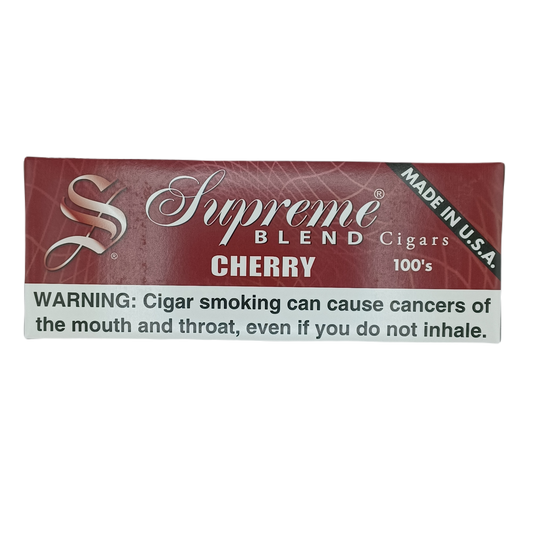 S
®
Supreme®
BLEND Cigars
CHERRY
100's
MADE IN U.S.A.
WARNING: Cigar smoking can cause cancers of
the mouth and throat, even if you do not inhale.